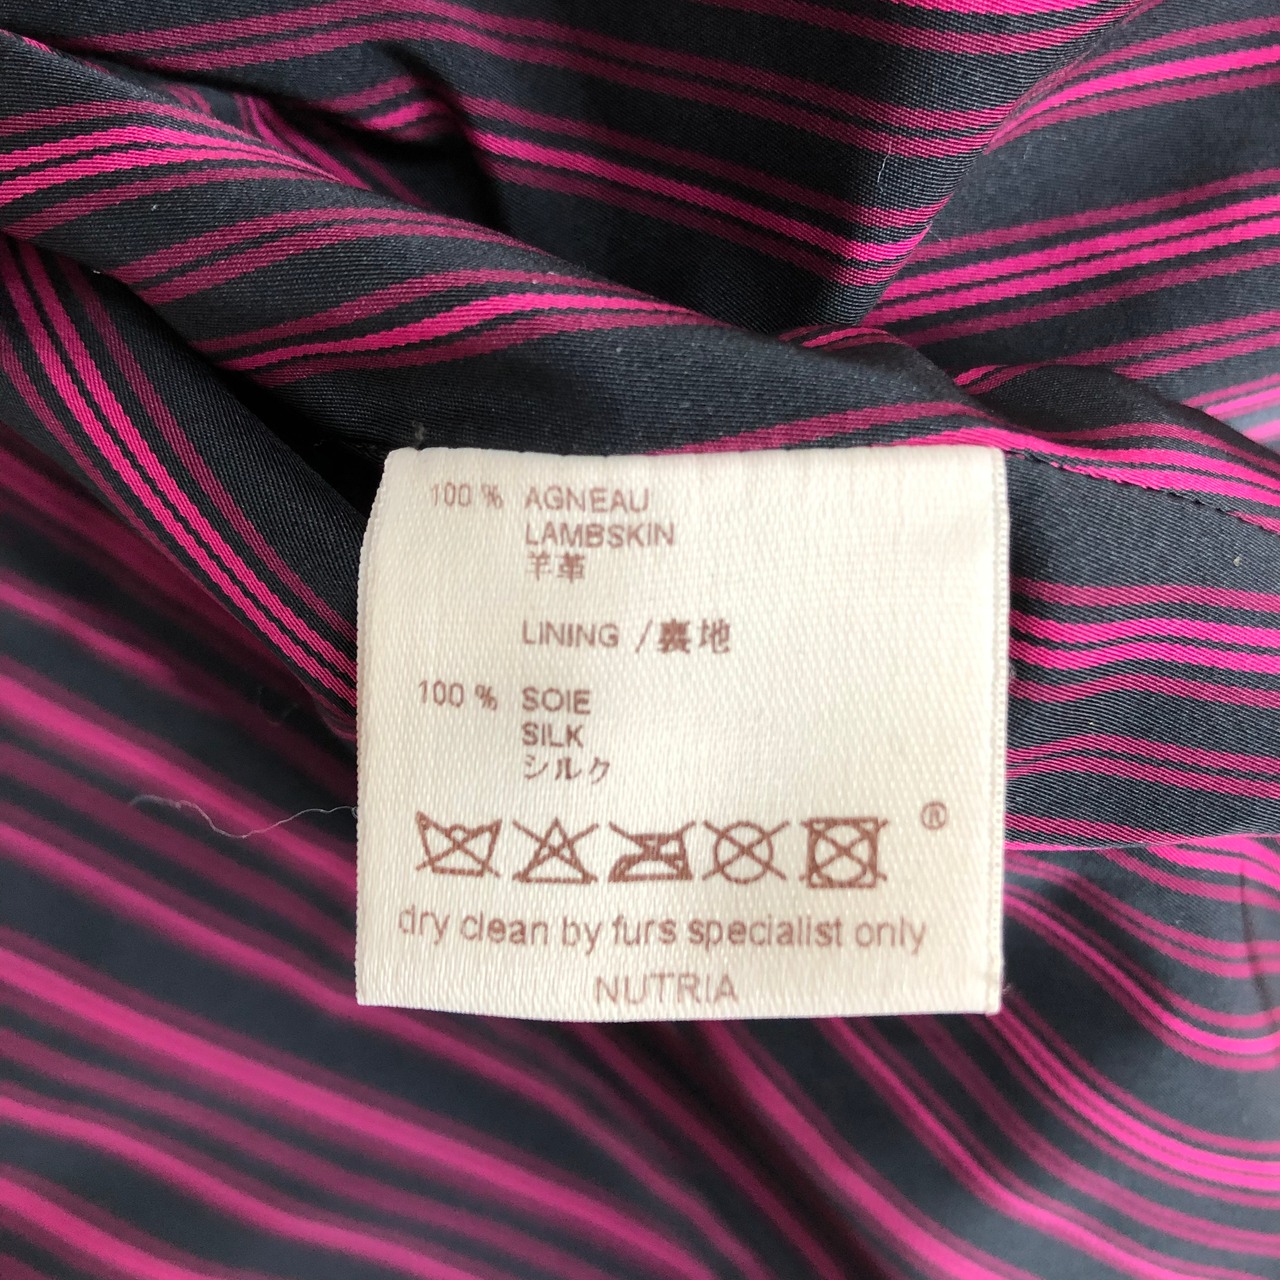 100 % AGNEAU
LAMBSKIN
羊革
LINING / 裏地
100 % SOIE
SILK
シルク
®
dry clean by furs specialist only
NUTRIA